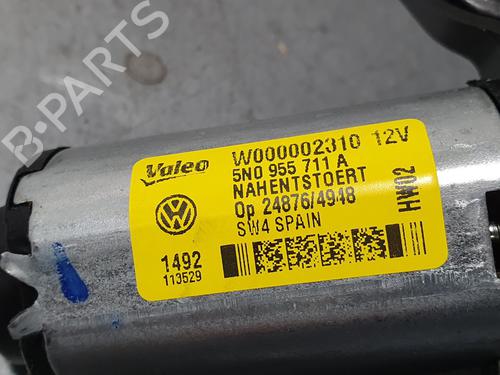 B-Parts
Valeo
W000002310 12V
5N0 955 711 A
NAHENTSTOERT
Op 24876/4948
SW4 SPAIN
HW02
1492
113529